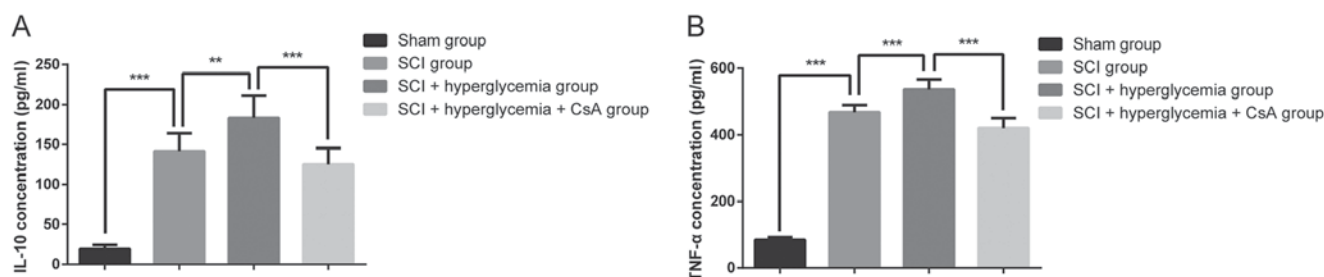 A
IL-10 concentration (pg/ml)
250
200
150
100
50
0
***
**
***
Sham group
SCI group
SCI + hyperglycemia group
SCI + hyperglycemia + CsA group
B
TNF-α concentration (pg/ml)
600
400
200
0
***
***
***
Sham group
SCI group
SCI + hyperglycemia group
SCI + hyperglycemia + CsA group